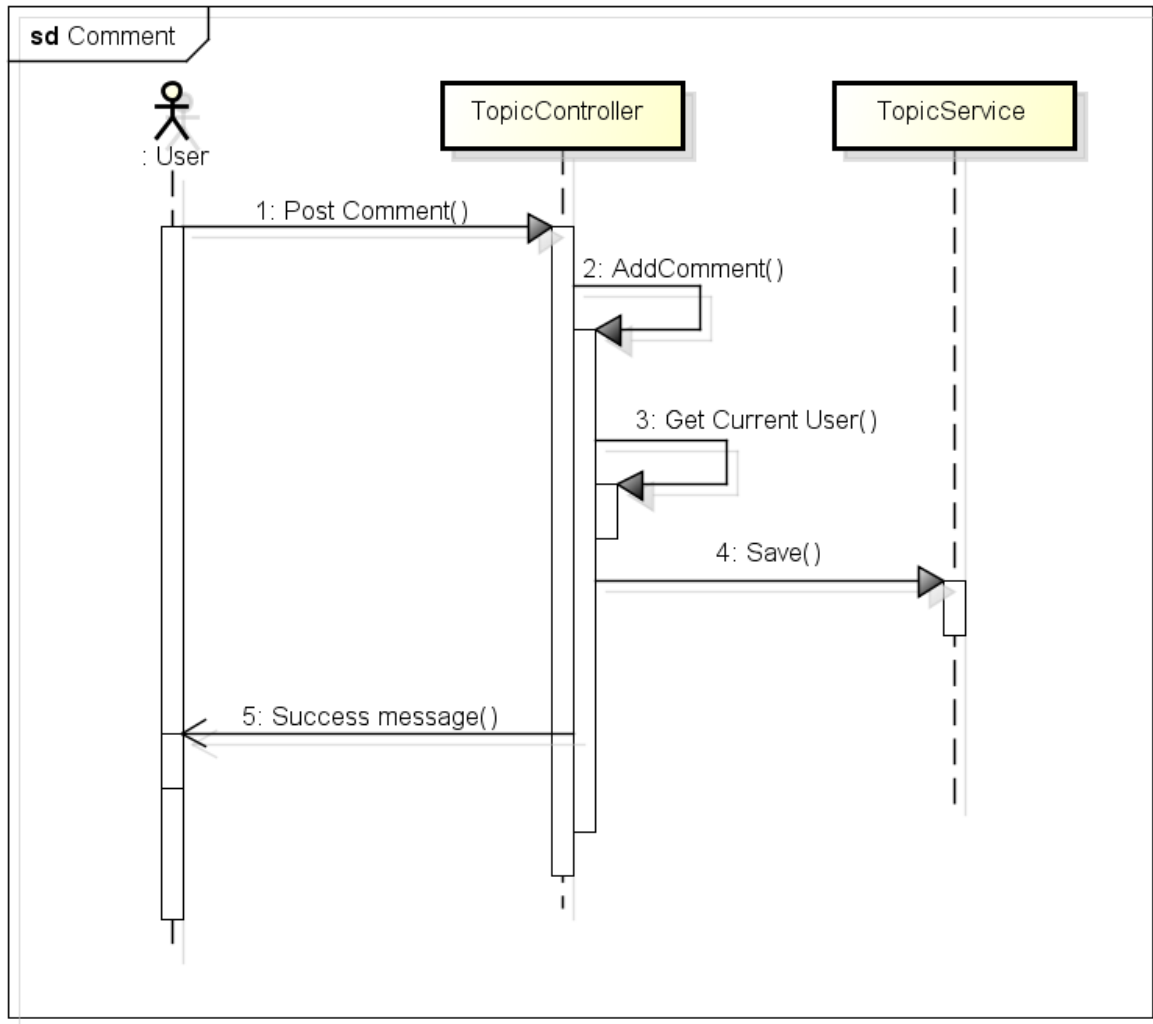 sd Comment
: User
TopicController
TopicService
1: Post Comment()
2: AddComment()
3: Get Current User()
4: Save()
5: Success message()